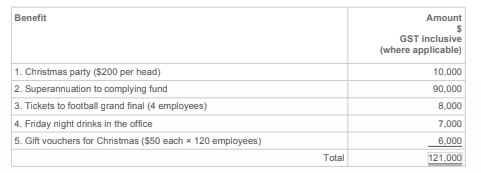 Benefit
Amount
$
GST inclusive
(where applicable)
1. Christmas party ($200 per head) 10,000
2. Superannuation to complying fund 90,000
3. Tickets to football grand final (4 employees) 8,000
4. Friday night drinks in the office 7,000
5. Gift vouchers for Christmas ($50 each × 120 employees) 6,000
Total 121,000